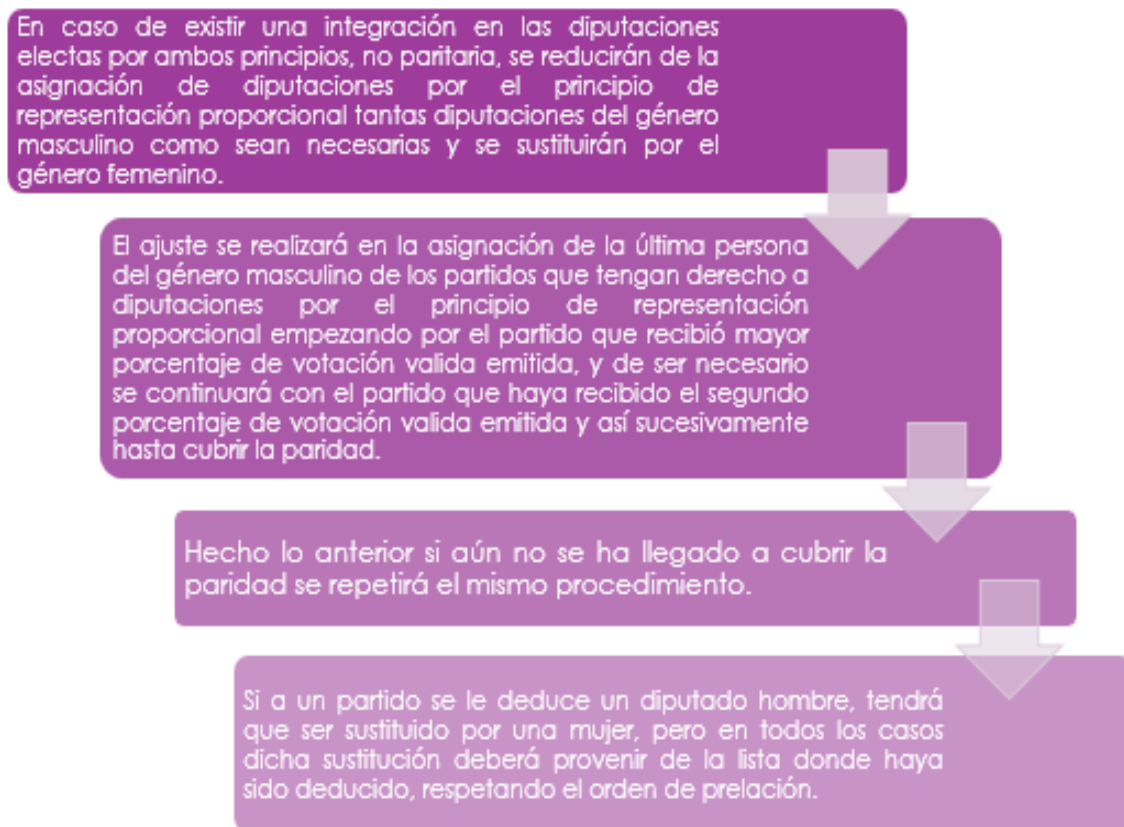 En caso de existir una integración en las diputaciones
electas por ambos principios, no paritaria, se reducirán de la
asignación de diputaciones por el principio de
representación proporcional tantas diputaciones del género
masculino como sean necesarias y se sustituirán por el
género femenino.
El ajuste se realizará en la asignación de la última persona
del género masculino de los partidos que tengan derecho a
diputaciones por el principio de representación
proporcional empezando por el partido que recibió mayor
porcentaje de votación valida emitida, y de ser necesario
se continuará con el partido que haya recibido el segundo
porcentaje de votación valida emitida y así sucesivamente
hasta cubrir la paridad.
Hecho lo anterior si aún no se ha llegado a cubrir la
paridad se repetirá el mismo procedimiento.
Si a un partido se le deduce un diputado hombre, tendrá
que ser sustituido por una mujer, pero en todos los casos
dicha sustitución deberá provenir de la lista donde haya
sido deducido, respetando el orden de prelación.